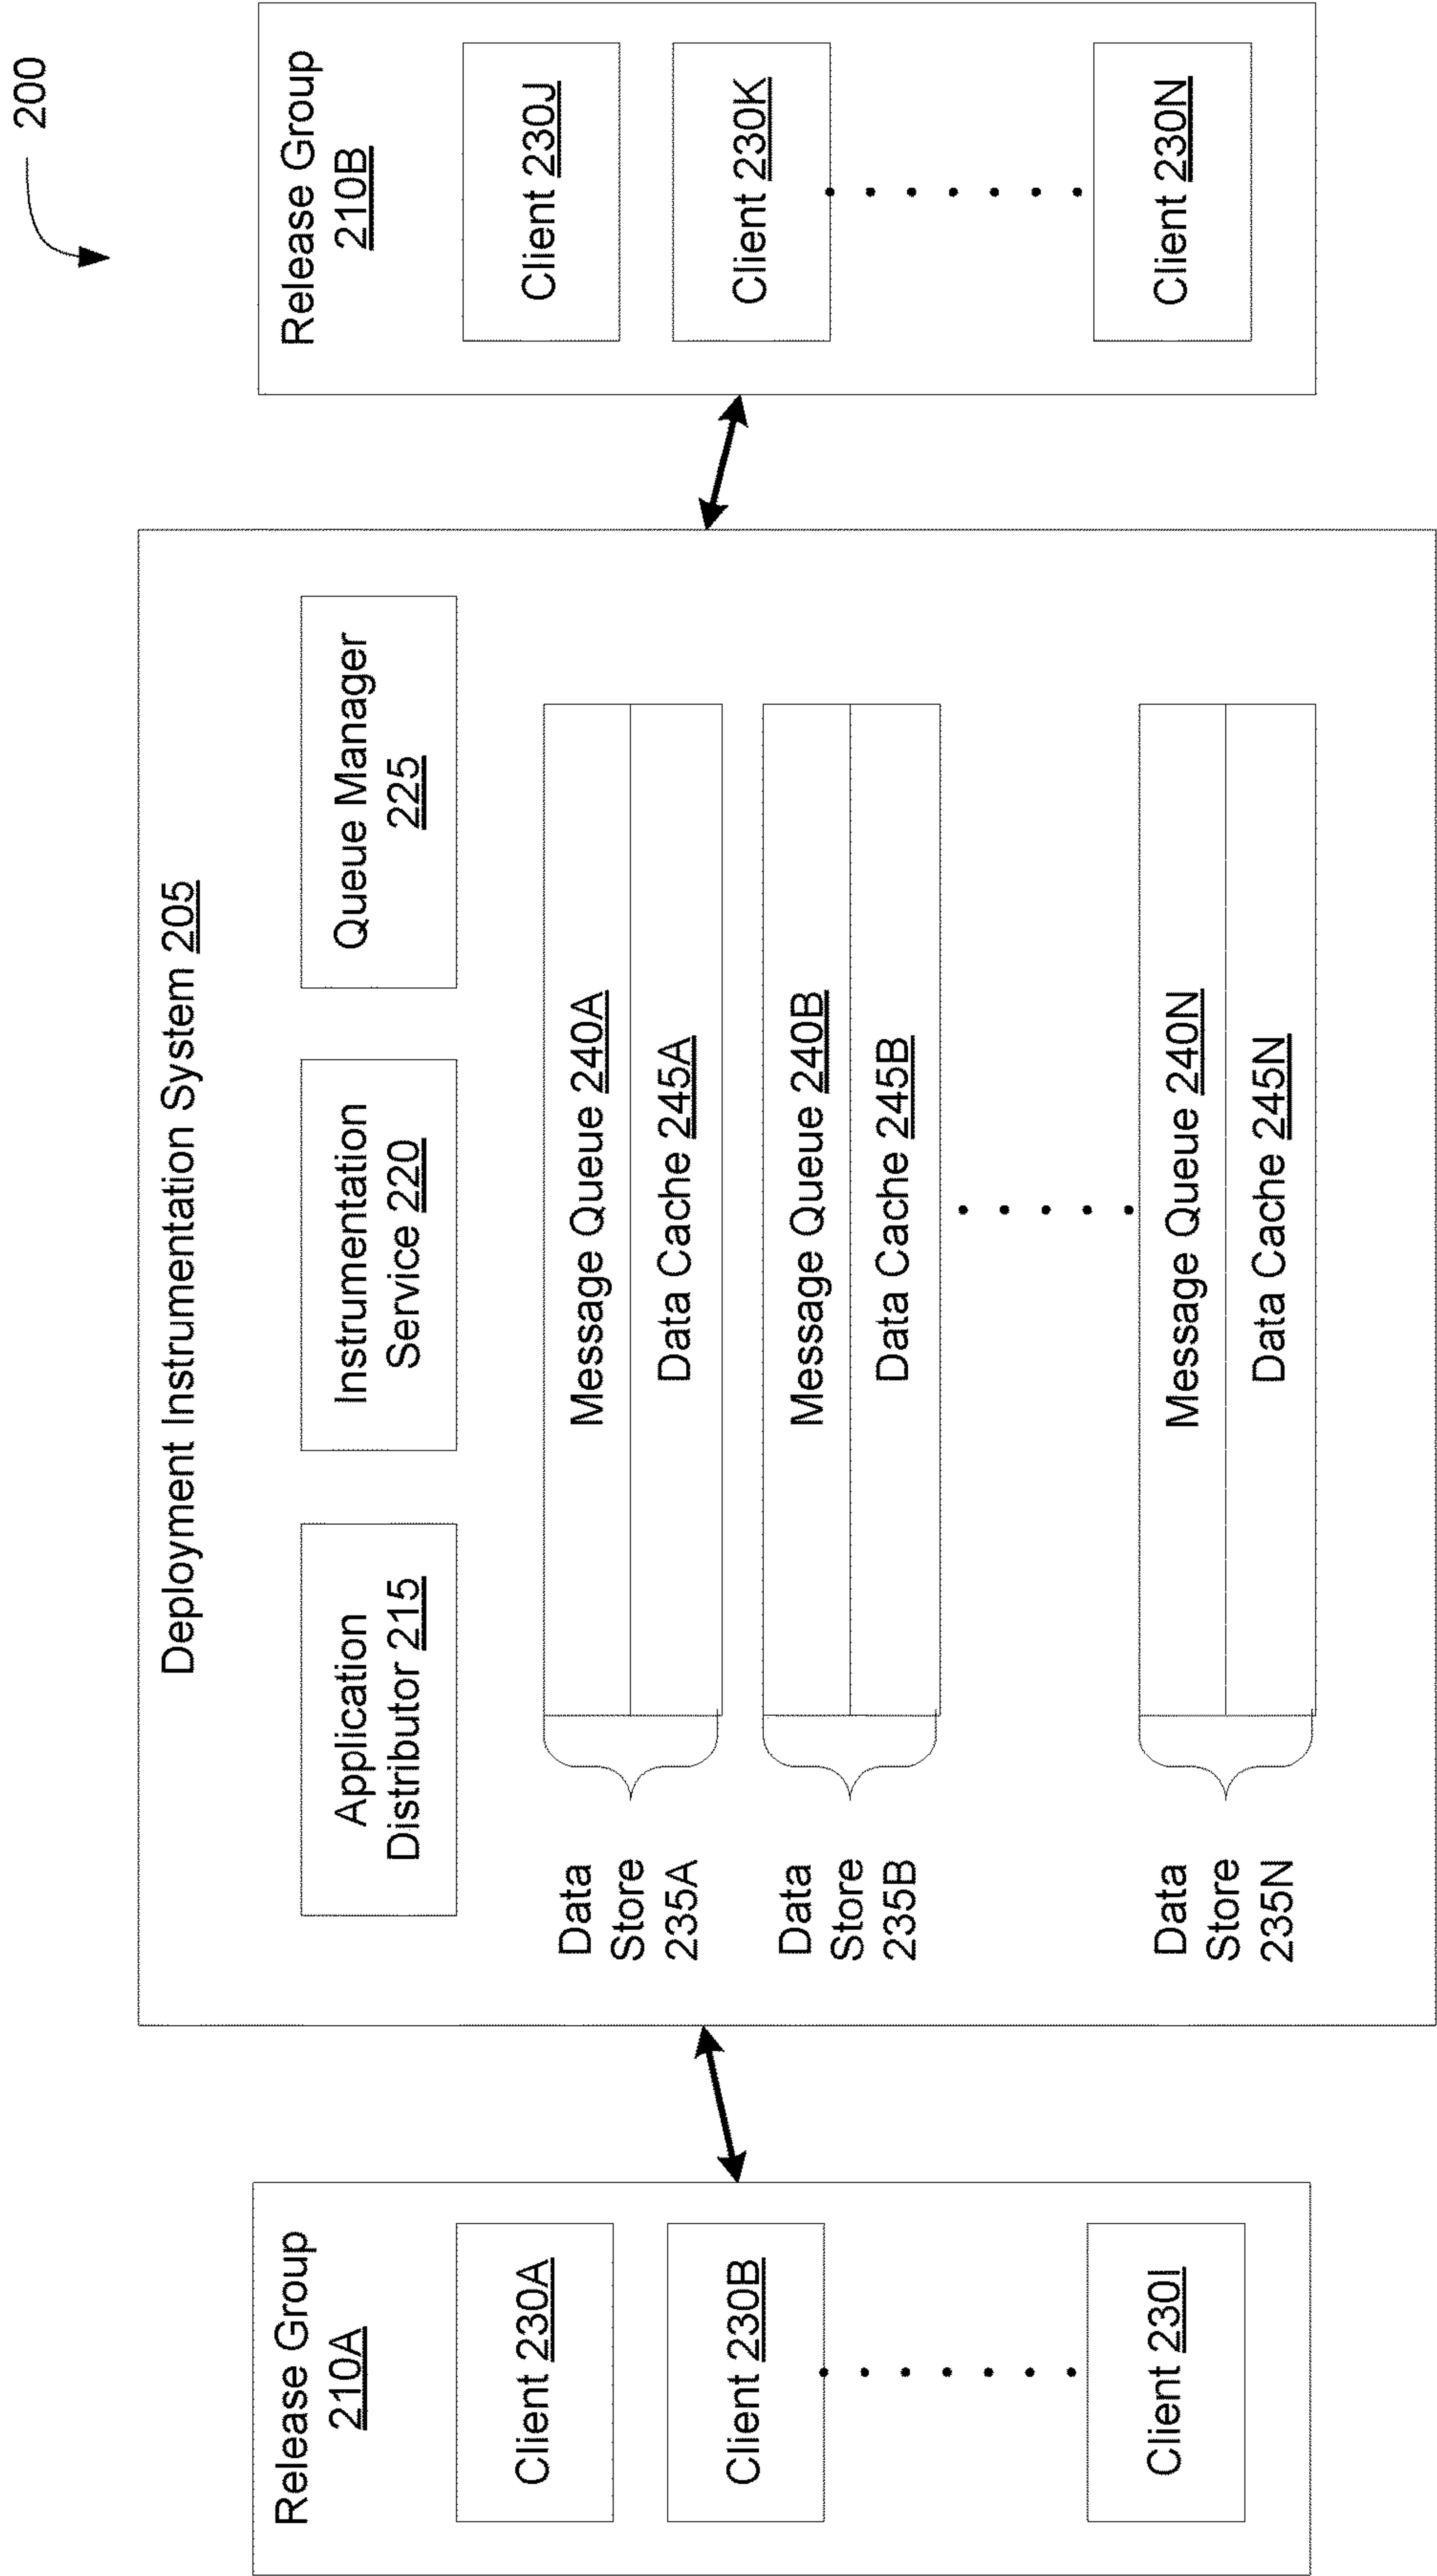 200
Release Group
210A
Client 230A
Client 230B
Client 230I
Deployment Instrumentation System 205
Application
Distributor 215
Instrumentation
Service 220
Queue Manager
225
Data
Store
235A
Message Queue 240A
Data Cache 245A
Data
Store
235B
Message Queue 240B
Data Cache 245B
Data
Store
235N
Message Queue 240N
Data Cache 245N
Release Group
210B
Client 230J
Client 230K
Client 230N